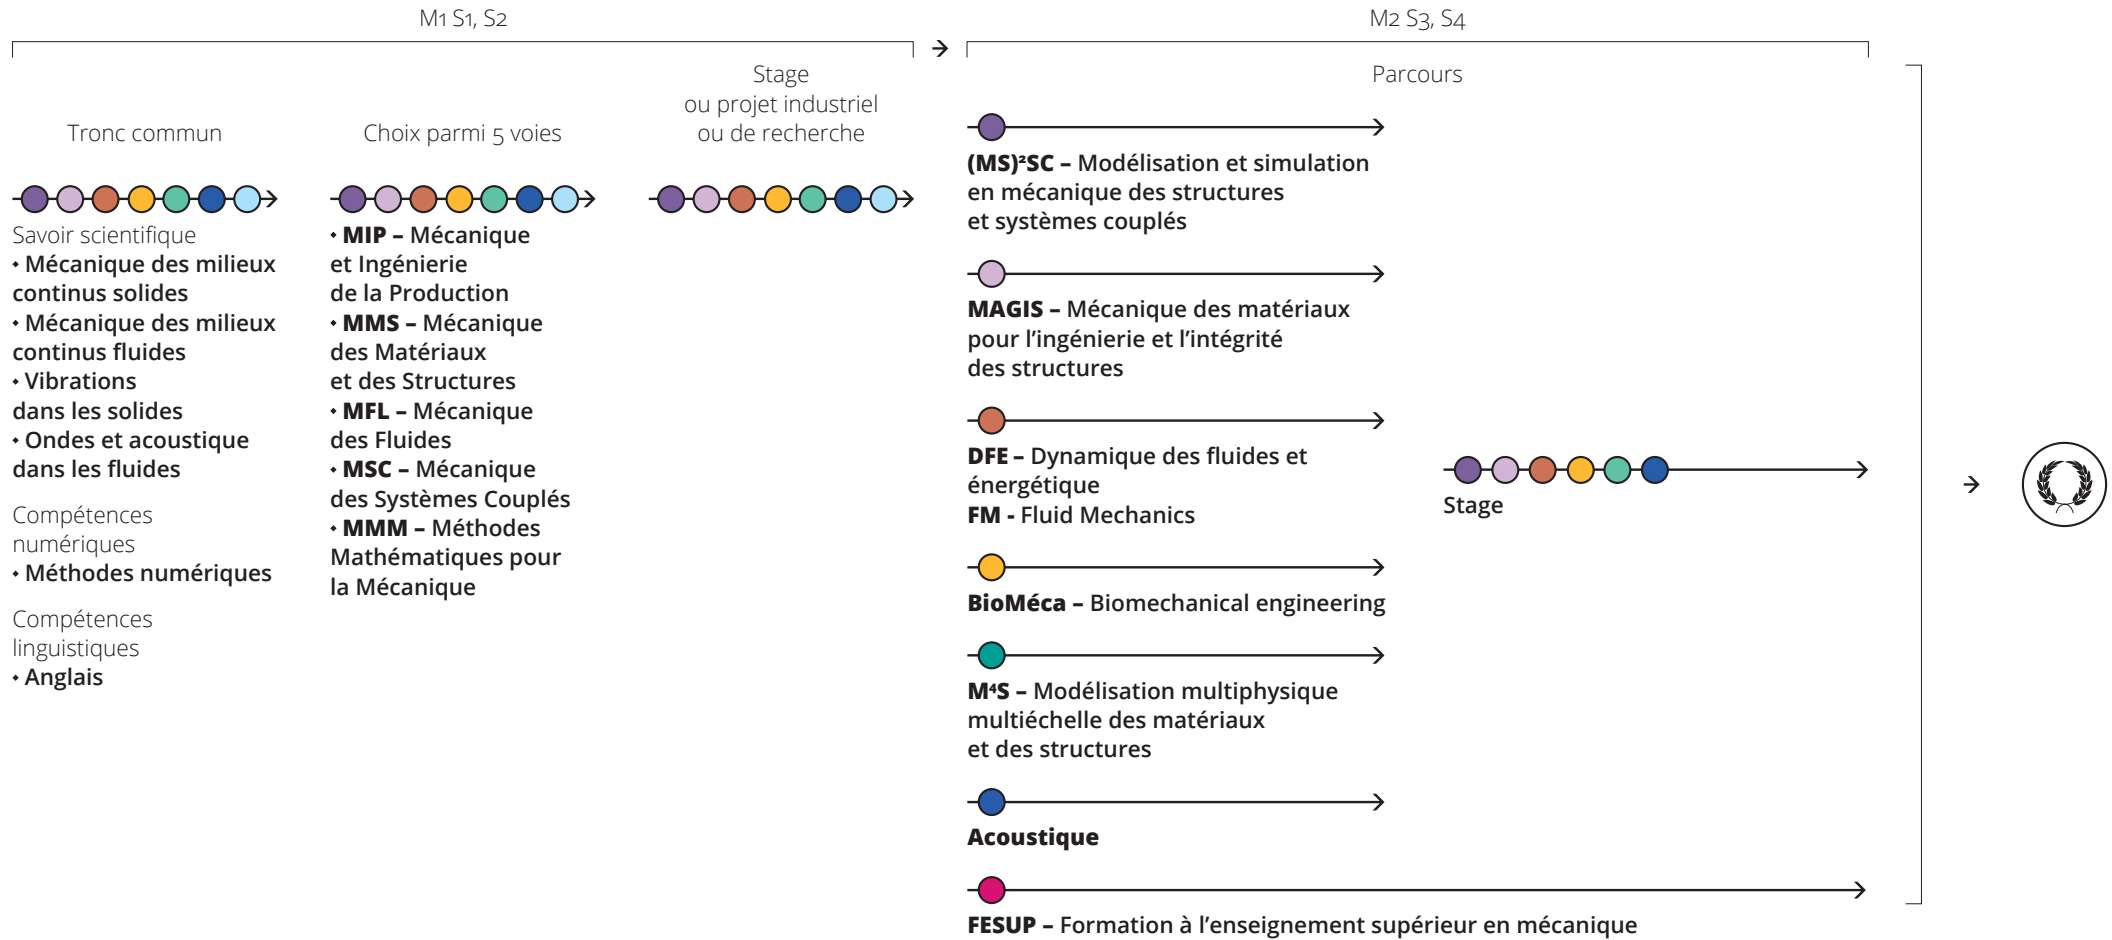 M1 S1, S2
Tronc commun
Savoir scientifique
• Mécanique des milieux
continus solides
• Mécanique des milieux
continus fluides
• Vibrations
dans les solides
• Ondes et acoustique
dans les fluides
Compétences
numériques
• Méthodes numériques
Compétences
linguistiques
• Anglais
Choix parmi 5 voies
• MIP – Mécanique
et Ingénierie
de la Production
• MMS – Mécanique
des Matériaux
et des Structures
• MFL – Mécanique
des Fluides
• MSC – Mécanique
des Systèmes Couplés
• MMM – Méthodes
Mathématiques pour
la Mécanique
Stage
ou projet industriel
ou de recherche
M2 S3, S4
Parcours
(MS)²SC – Modélisation et simulation
en mécanique des structures
et systèmes couplés
MAGIS – Mécanique des matériaux
pour l’ingénierie et l’intégrité
des structures
DFE – Dynamique des fluides et
énergétique
FM - Fluid Mechanics
BioMéca – Biomechanical engineering
M⁴S – Modélisation multiphysique
multiéchelle des matériaux
et des structures
Acoustique
FESUP – Formation à l’enseignement supérieur en mécanique
Stage